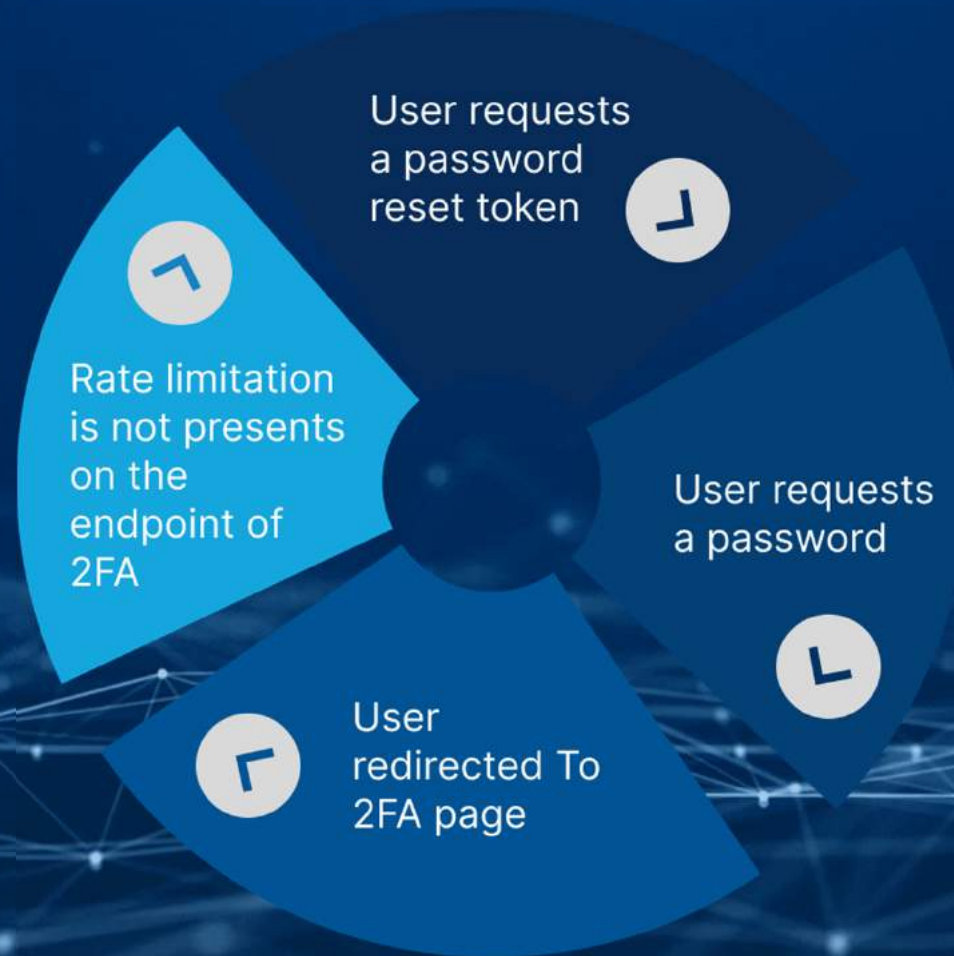 User requests
a password
reset token
User requests
a password
User
redirected To
2FA page
Rate limitation
is not presents
on the
endpoint of
2FA